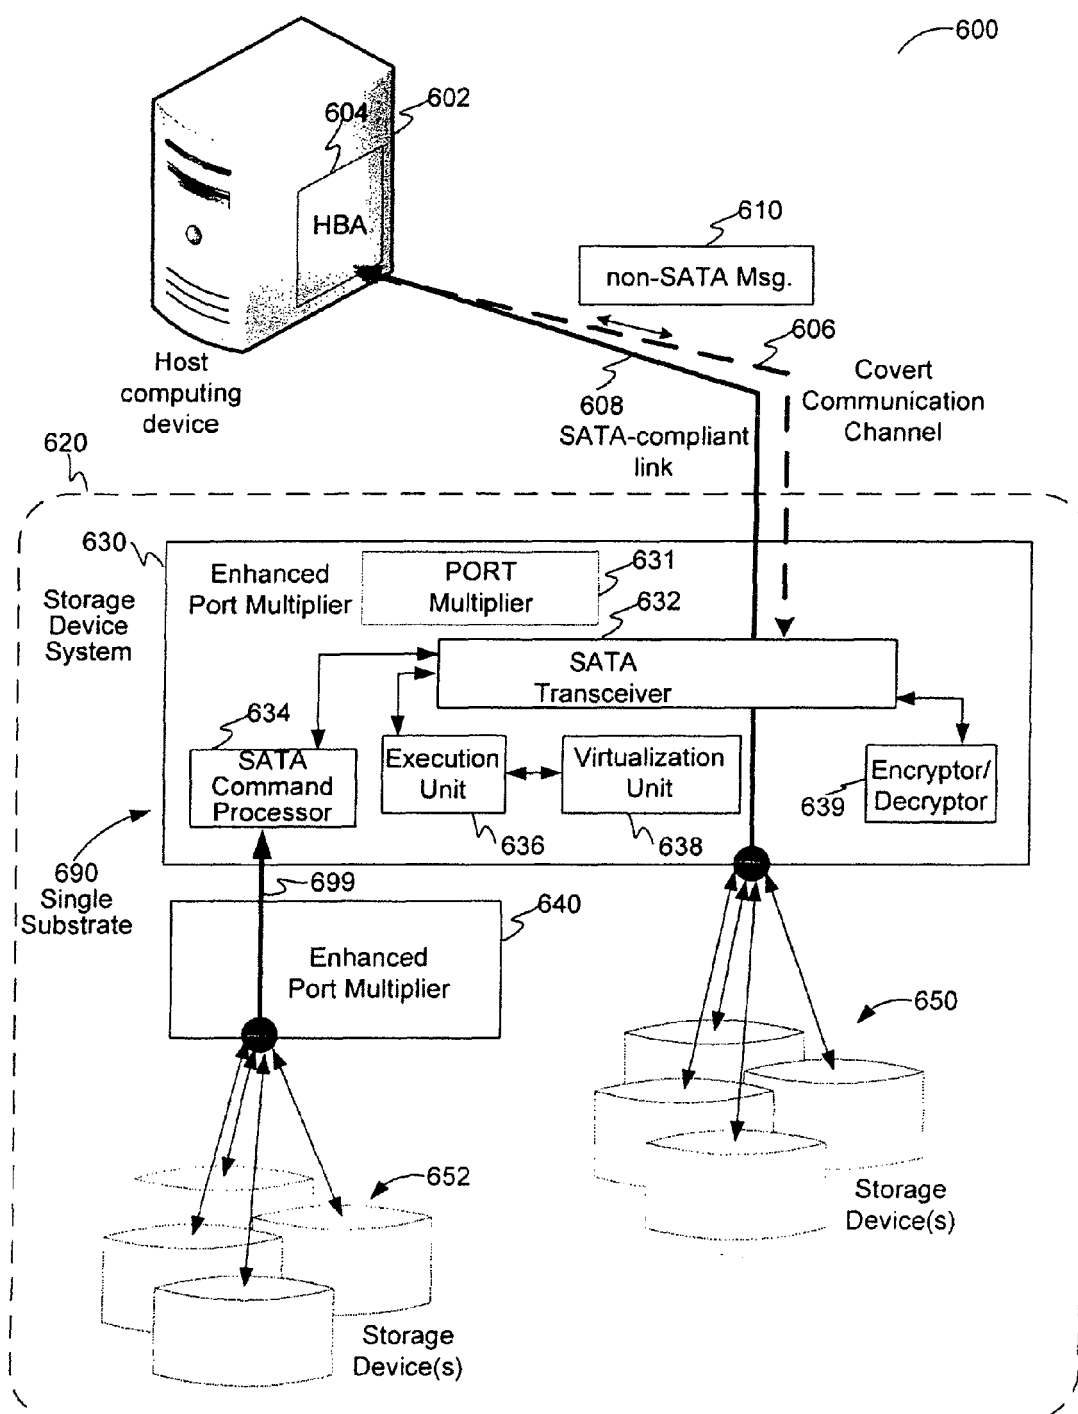 600
602
604
HBA
610
non-SATA Msg.
606
Host
computing
device
608
SATA-compliant
link
Covert
Communication
Channel
620
630
Storage
Device
System
Enhanced
Port Multiplier
PORT
Multiplier
631
632
SATA
Transceiver
634
SATA
Command
Processor
Execution
Unit
636
Virtualization
Unit
638
Encryptor/
Decryptor
639
690
Single
Substrate
699
640
Enhanced
Port Multiplier
650
Storage
Device(s)
652
Storage
Device(s)